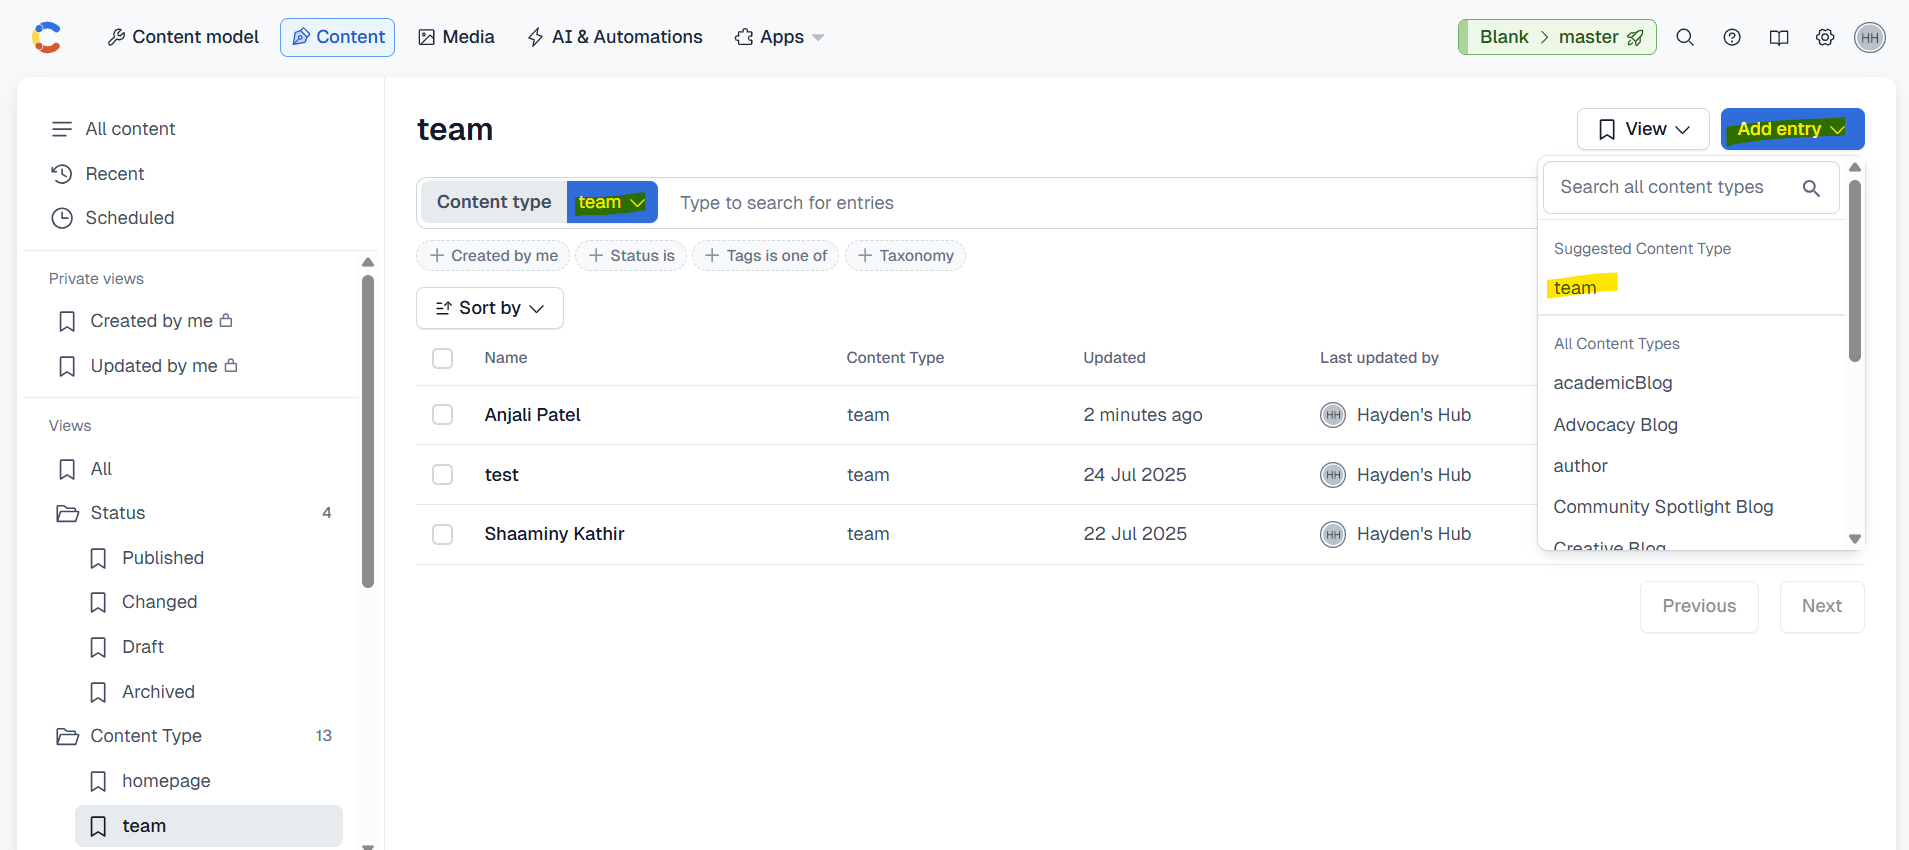 Content model
Content
Media
AI & Automations
Apps
Blank > master
HH
All content
Recent
Scheduled
Private views
Created by me
Updated by me
Views
All
Status 4
Published
Changed
Draft
Archived
Content Type 13
homepage
team
team
View
Add entry
Content type team Type to search for entries
Created by me
Status is
Tags is one of
Taxonomy
Sort by
Name Content Type Updated Last updated by
Anjali Patel team 2 minutes ago HH Hayden's Hub
test team 24 Jul 2025 HH Hayden's Hub
Shaaminy Kathir team 22 Jul 2025 HH Hayden's Hub
Search all content types
Suggested Content Type
team
All Content Types
academicBlog
Advocacy Blog
author
Community Spotlight Blog
Creative Blog
Previous
Next